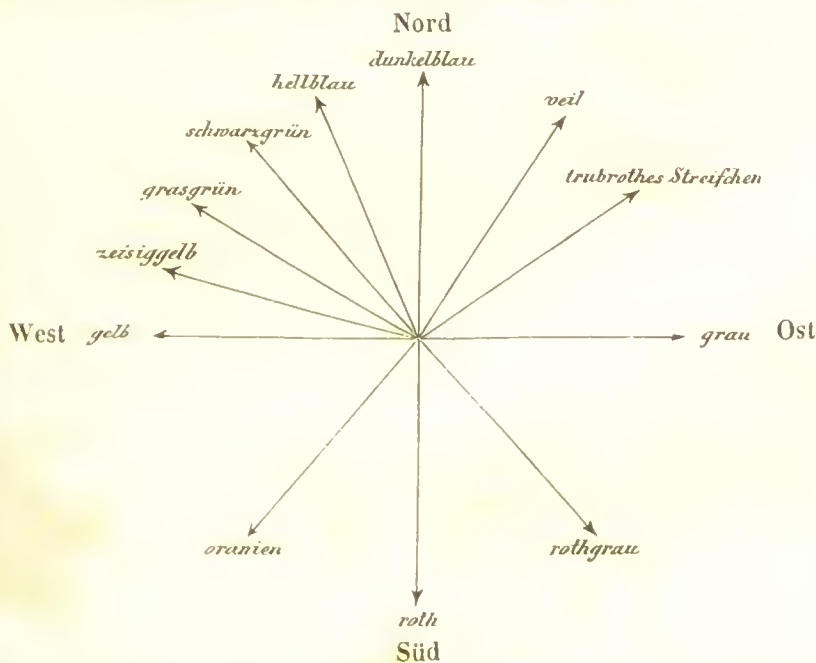 Nord
dunkelblau
hellblau
veil
schwarzgrün
trubrothes Streifchen
grasgrün
zeisiggelb
West gelb
grau Ost
oranien
rothgrau
roth
Süd